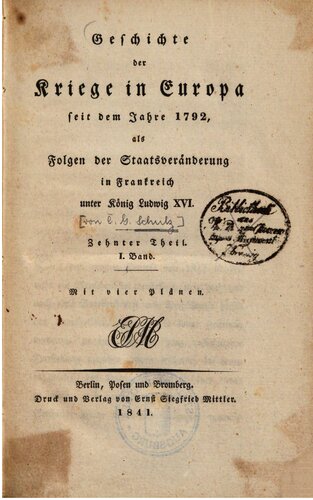 Geschichte
der
Kriege in Europa
seit dem Jahre 1792,
als
Folgen der Staatsveränderung
in Frankreich
unter König Ludwig XVI.
[von C. G. Schulz]
Zehnter Theil.
I. Band.
Mit vier Plänen.
ESM
Berlin, Posen und Bromberg.
Druck und Verlag von Ernst Siegfried Mittler.
1841.
Bibliothek